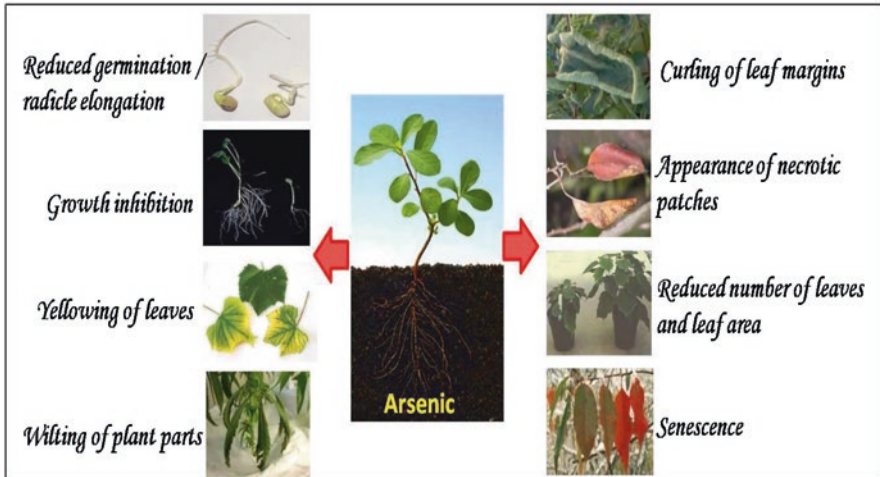 Reduced germination
radicle elongation
Growth inhibition
Yellowing of leaves
Wilting of plant parts
Arsenic
Curling of leaf margins
Appearance of necrotic
patches
Reduced number of leaves
and leaf area
Senescence